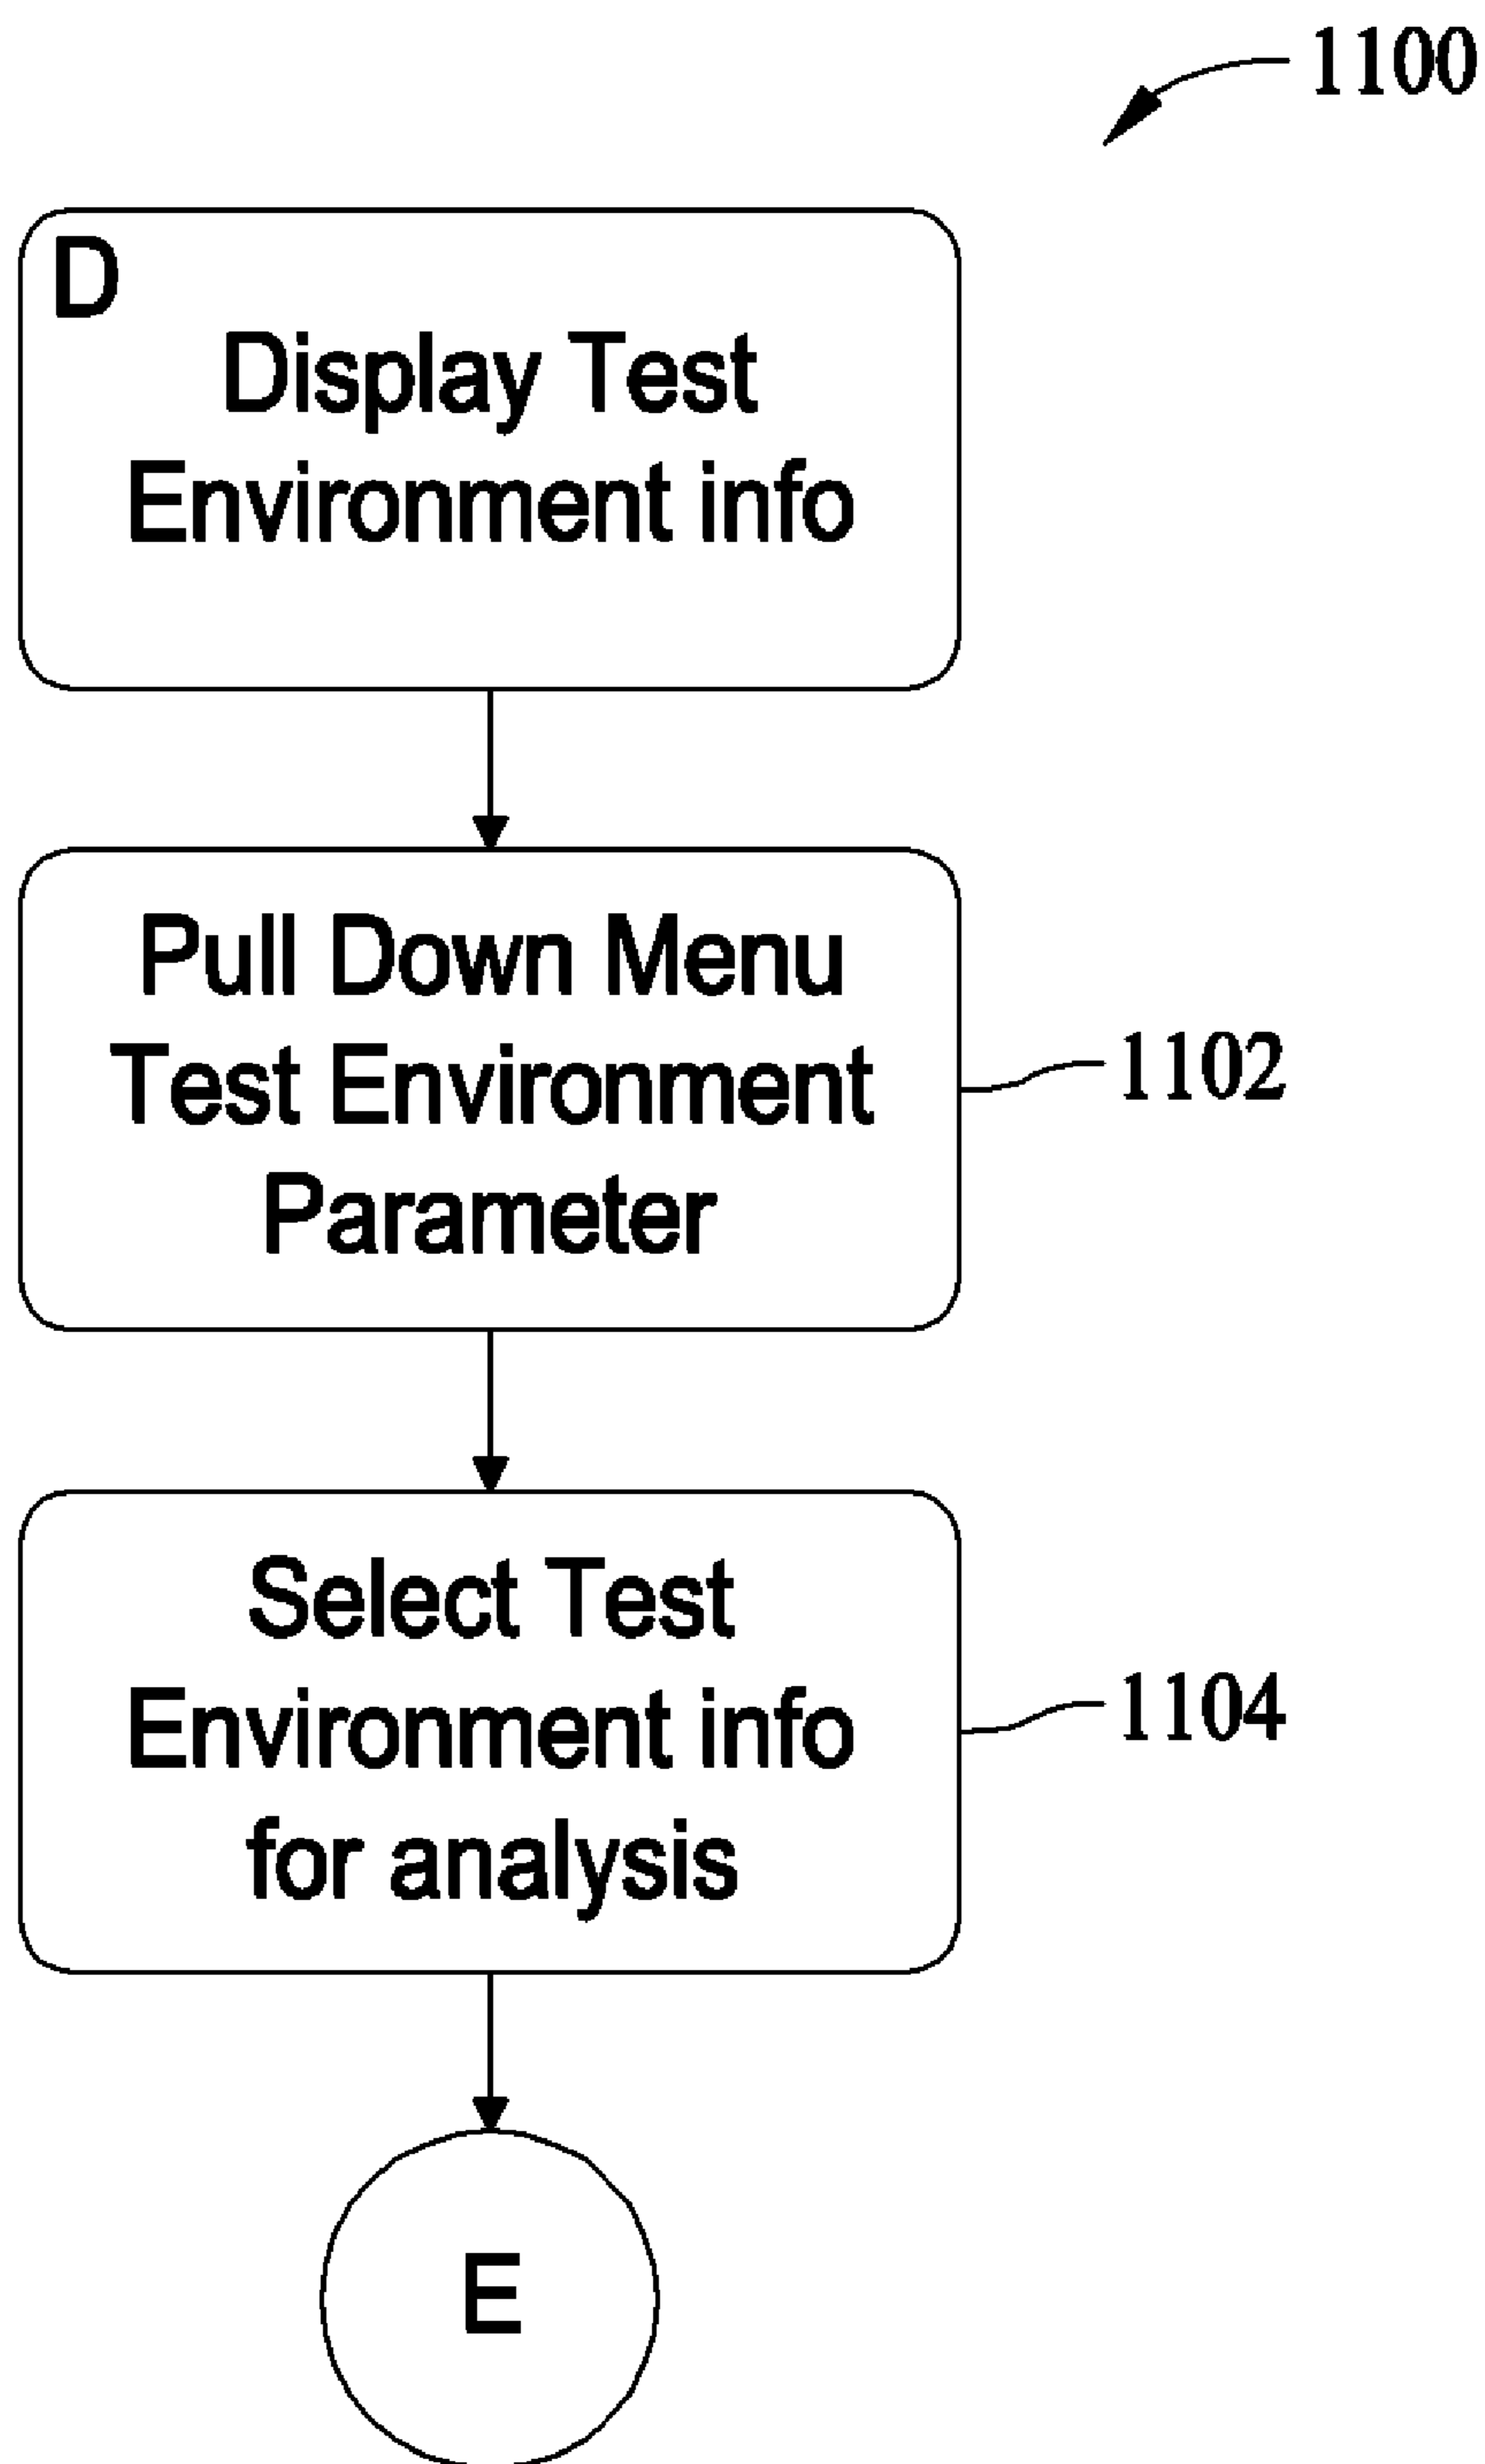 1100
D
Display Test
Environment info
Pull Down Menu
Test Environment
Parameter
1102
Select Test
Environment info
for analysis
1104
E